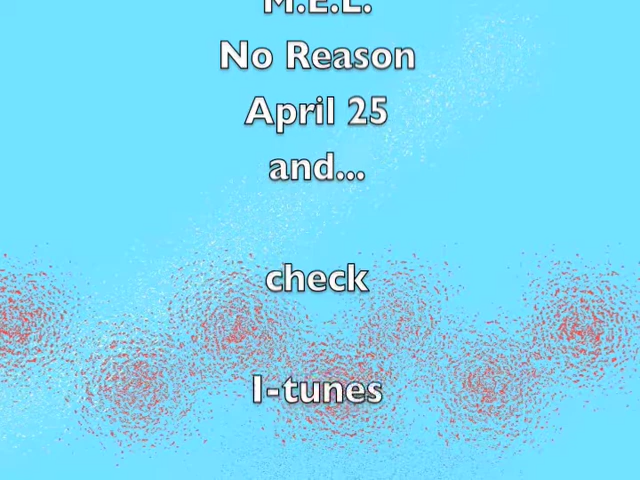 M.E.L.
No Reason
April 25
and...
check
I-tunes